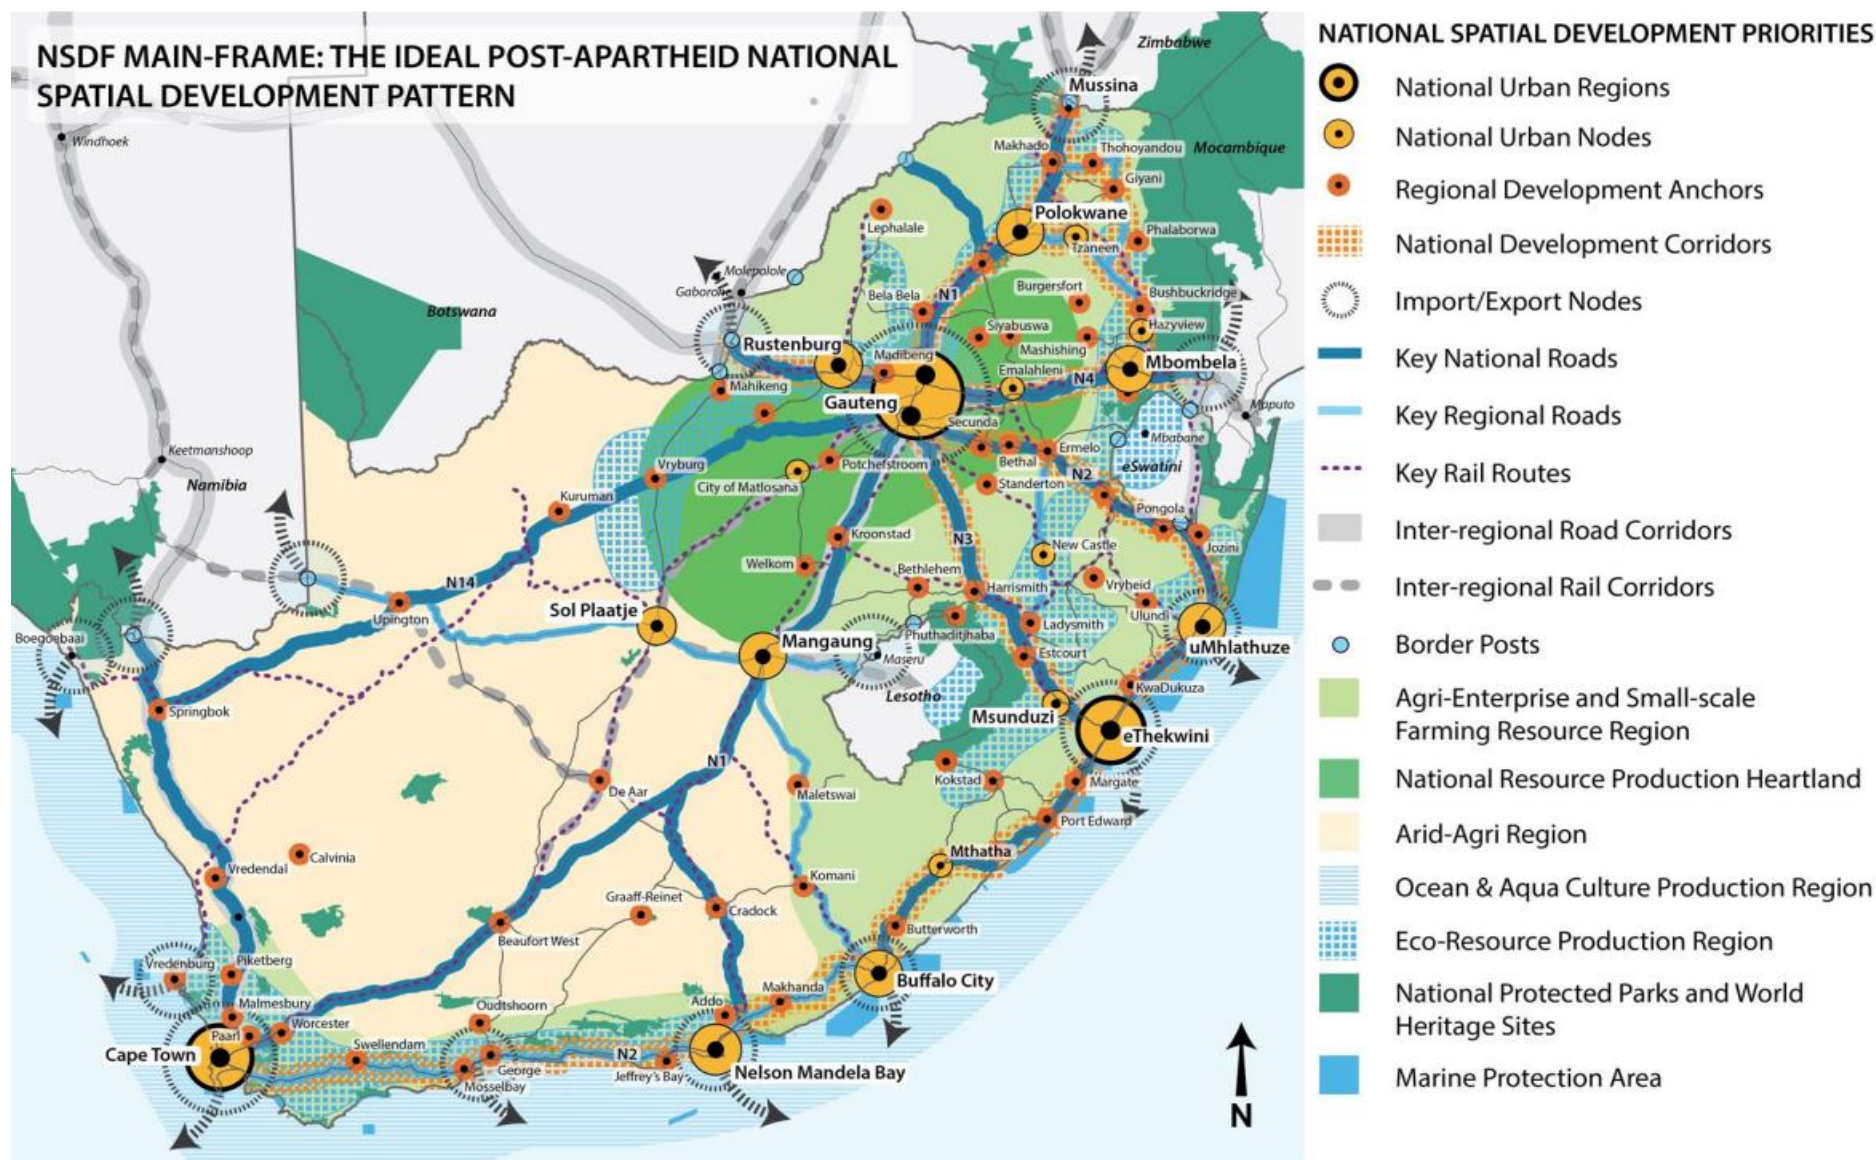 NSDF MAIN-FRAME: THE IDEAL POST-APARTHEID NATIONAL
SPATIAL DEVELOPMENT PATTERN
Zimbabwe
Mussina
Windhoek
Makhado
Thohoyandou
Mocambique
Giyani
Polokwane
Lephalale
Tzaneen
Phalaborwa
Molepolole
Gaborone
Botswana
Bela Bela
N1
Burgersfort
Bushbuckridge
Siyabuswa
Hazyview
Rustenburg
Madibeng
Mashishing
Mbombela
Emalahleni
N4
Mahikeng
Gauteng
Secunda
Maputo
Mbabane
Keetmanshoop
Namibia
Vryburg
Potchefstroom
Bethal
Ermelo
eSwatini
City of Matlosana
Standerton
N2
Kuruman
Pongola
Kroonstad
N3
New Castle
Jozini
Welkom
Bethlehem
Harrismith
Vryheid
N14
Sol Plaatje
Upington
Ulundi
Boegoebaai
Mangaung
Phuthaditjhaba
Ladysmith
Maseru
Estcourt
uMhlathuze
Lesotho
KwaDukuza
Springbok
Msunduzi
eThekwini
N1
Kokstad
Margate
De Aar
Maletswai
Port Edward
Calvinia
Mthatha
Vredendal
Komani
Graaff-Reinet
Cradock
Butterworth
Beaufort West
Vredenburg
Piketberg
Buffalo City
Makhanda
Malmesbury
Oudtshoorn
Addo
Worcester
Paarl
Swellendam
Cape Town
N2
George
Jeffrey's Bay
Nelson Mandela Bay
Mosselbay
N
NATIONAL SPATIAL DEVELOPMENT PRIORITIES
National Urban Regions
National Urban Nodes
Regional Development Anchors
National Development Corridors
Import/Export Nodes
Key National Roads
Key Regional Roads
Key Rail Routes
Inter-regional Road Corridors
Inter-regional Rail Corridors
Border Posts
Agri-Enterprise and Small-scale
Farming Resource Region
National Resource Production Heartland
Arid-Agri Region
Ocean & Aqua Culture Production Region
Eco-Resource Production Region
National Protected Parks and World
Heritage Sites
Marine Protection Area